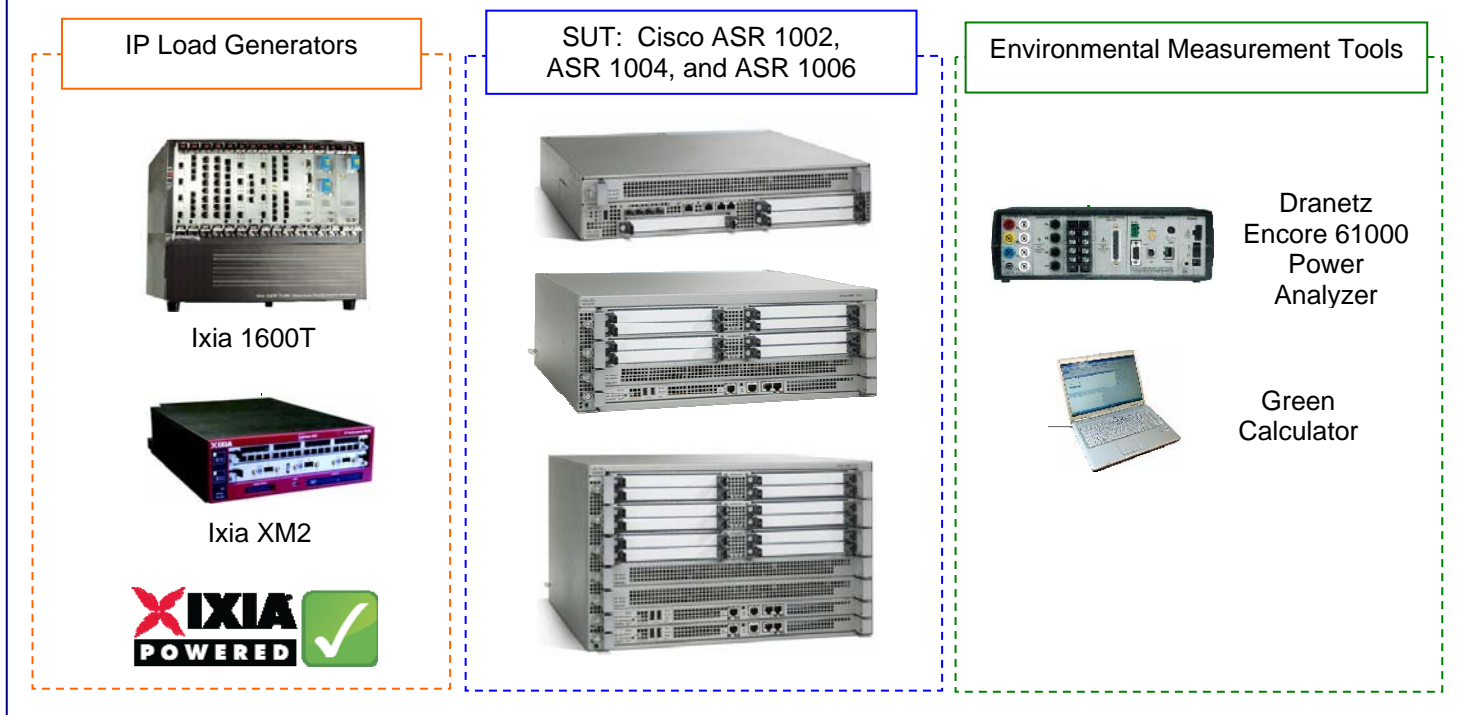 IP Load Generators
Ixia 1600T
XIXIA
Ixia XM2
IXIA
POWERED
SUT: Cisco ASR 1002,
ASR 1004, and ASR 1006
Environmental Measurement Tools
Dranetz
Encore 61000
Power
Analyzer
Green
Calculator